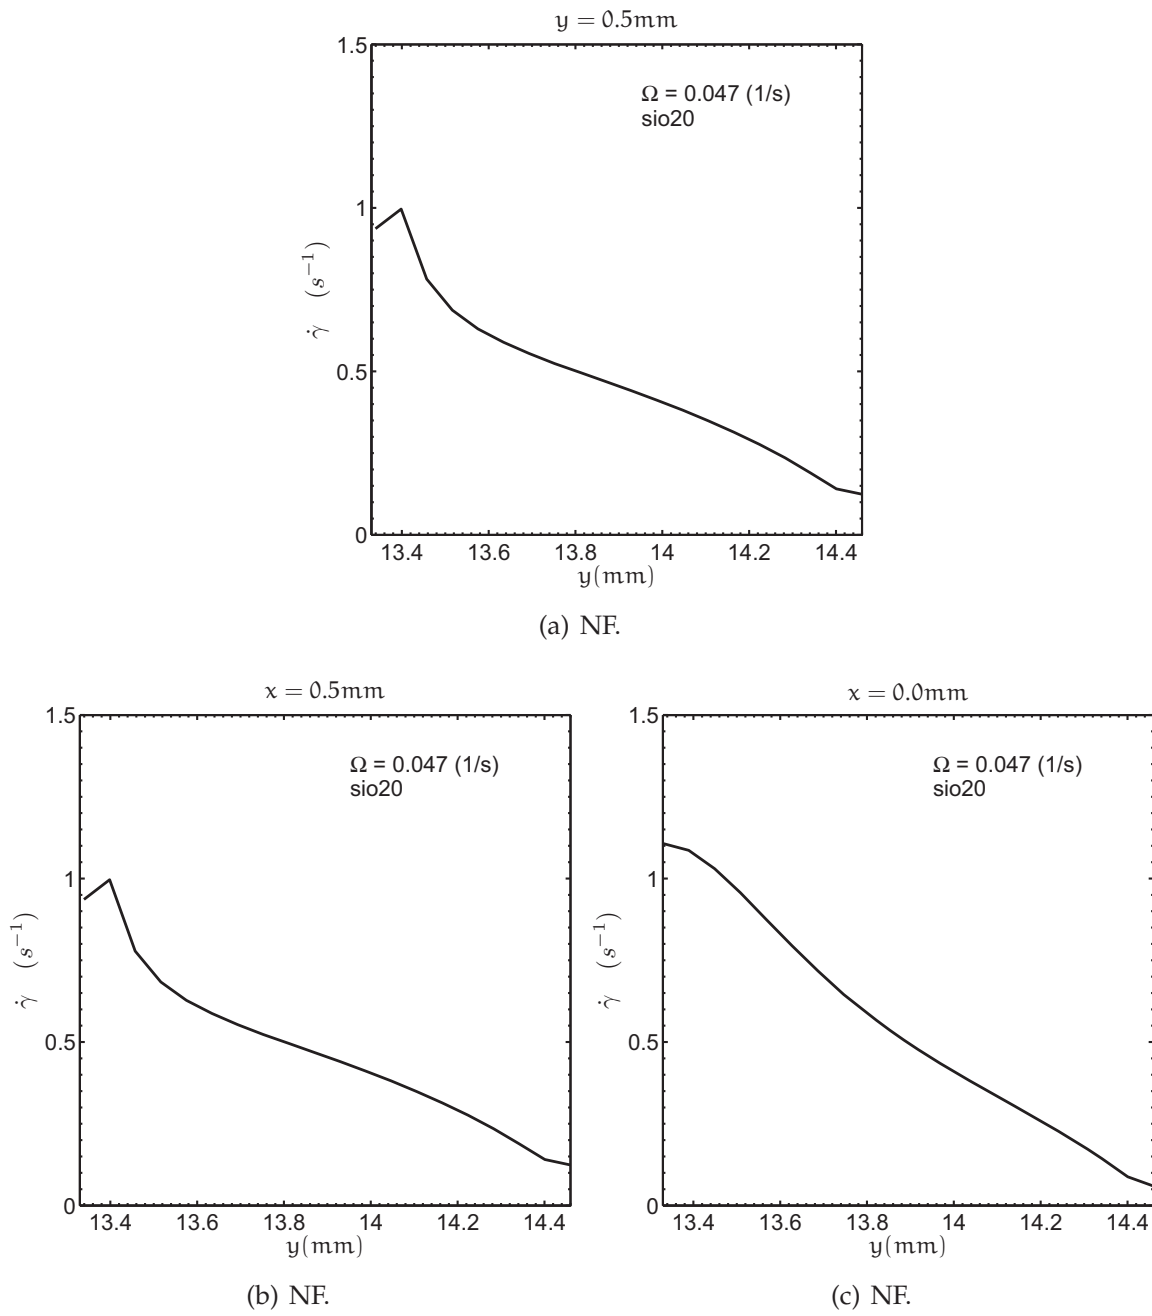 y = 0.5mm
1.5
Ω = 0.047 (1/s)
sio20
1
γ̇ (s⁻¹)
0.5
0
13.4 13.6 13.8 14 14.2 14.4
y(mm)
(a) NF.
x = 0.5mm
1.5
Ω = 0.047 (1/s)
sio20
1
γ̇ (s⁻¹)
0.5
0
13.4 13.6 13.8 14 14.2 14.4
y(mm)
(b) NF.
x = 0.0mm
1.5
Ω = 0.047 (1/s)
sio20
1
γ̇ (s⁻¹)
0.5
0
13.4 13.6 13.8 14 14.2 14.4
y(mm)
(c) NF.